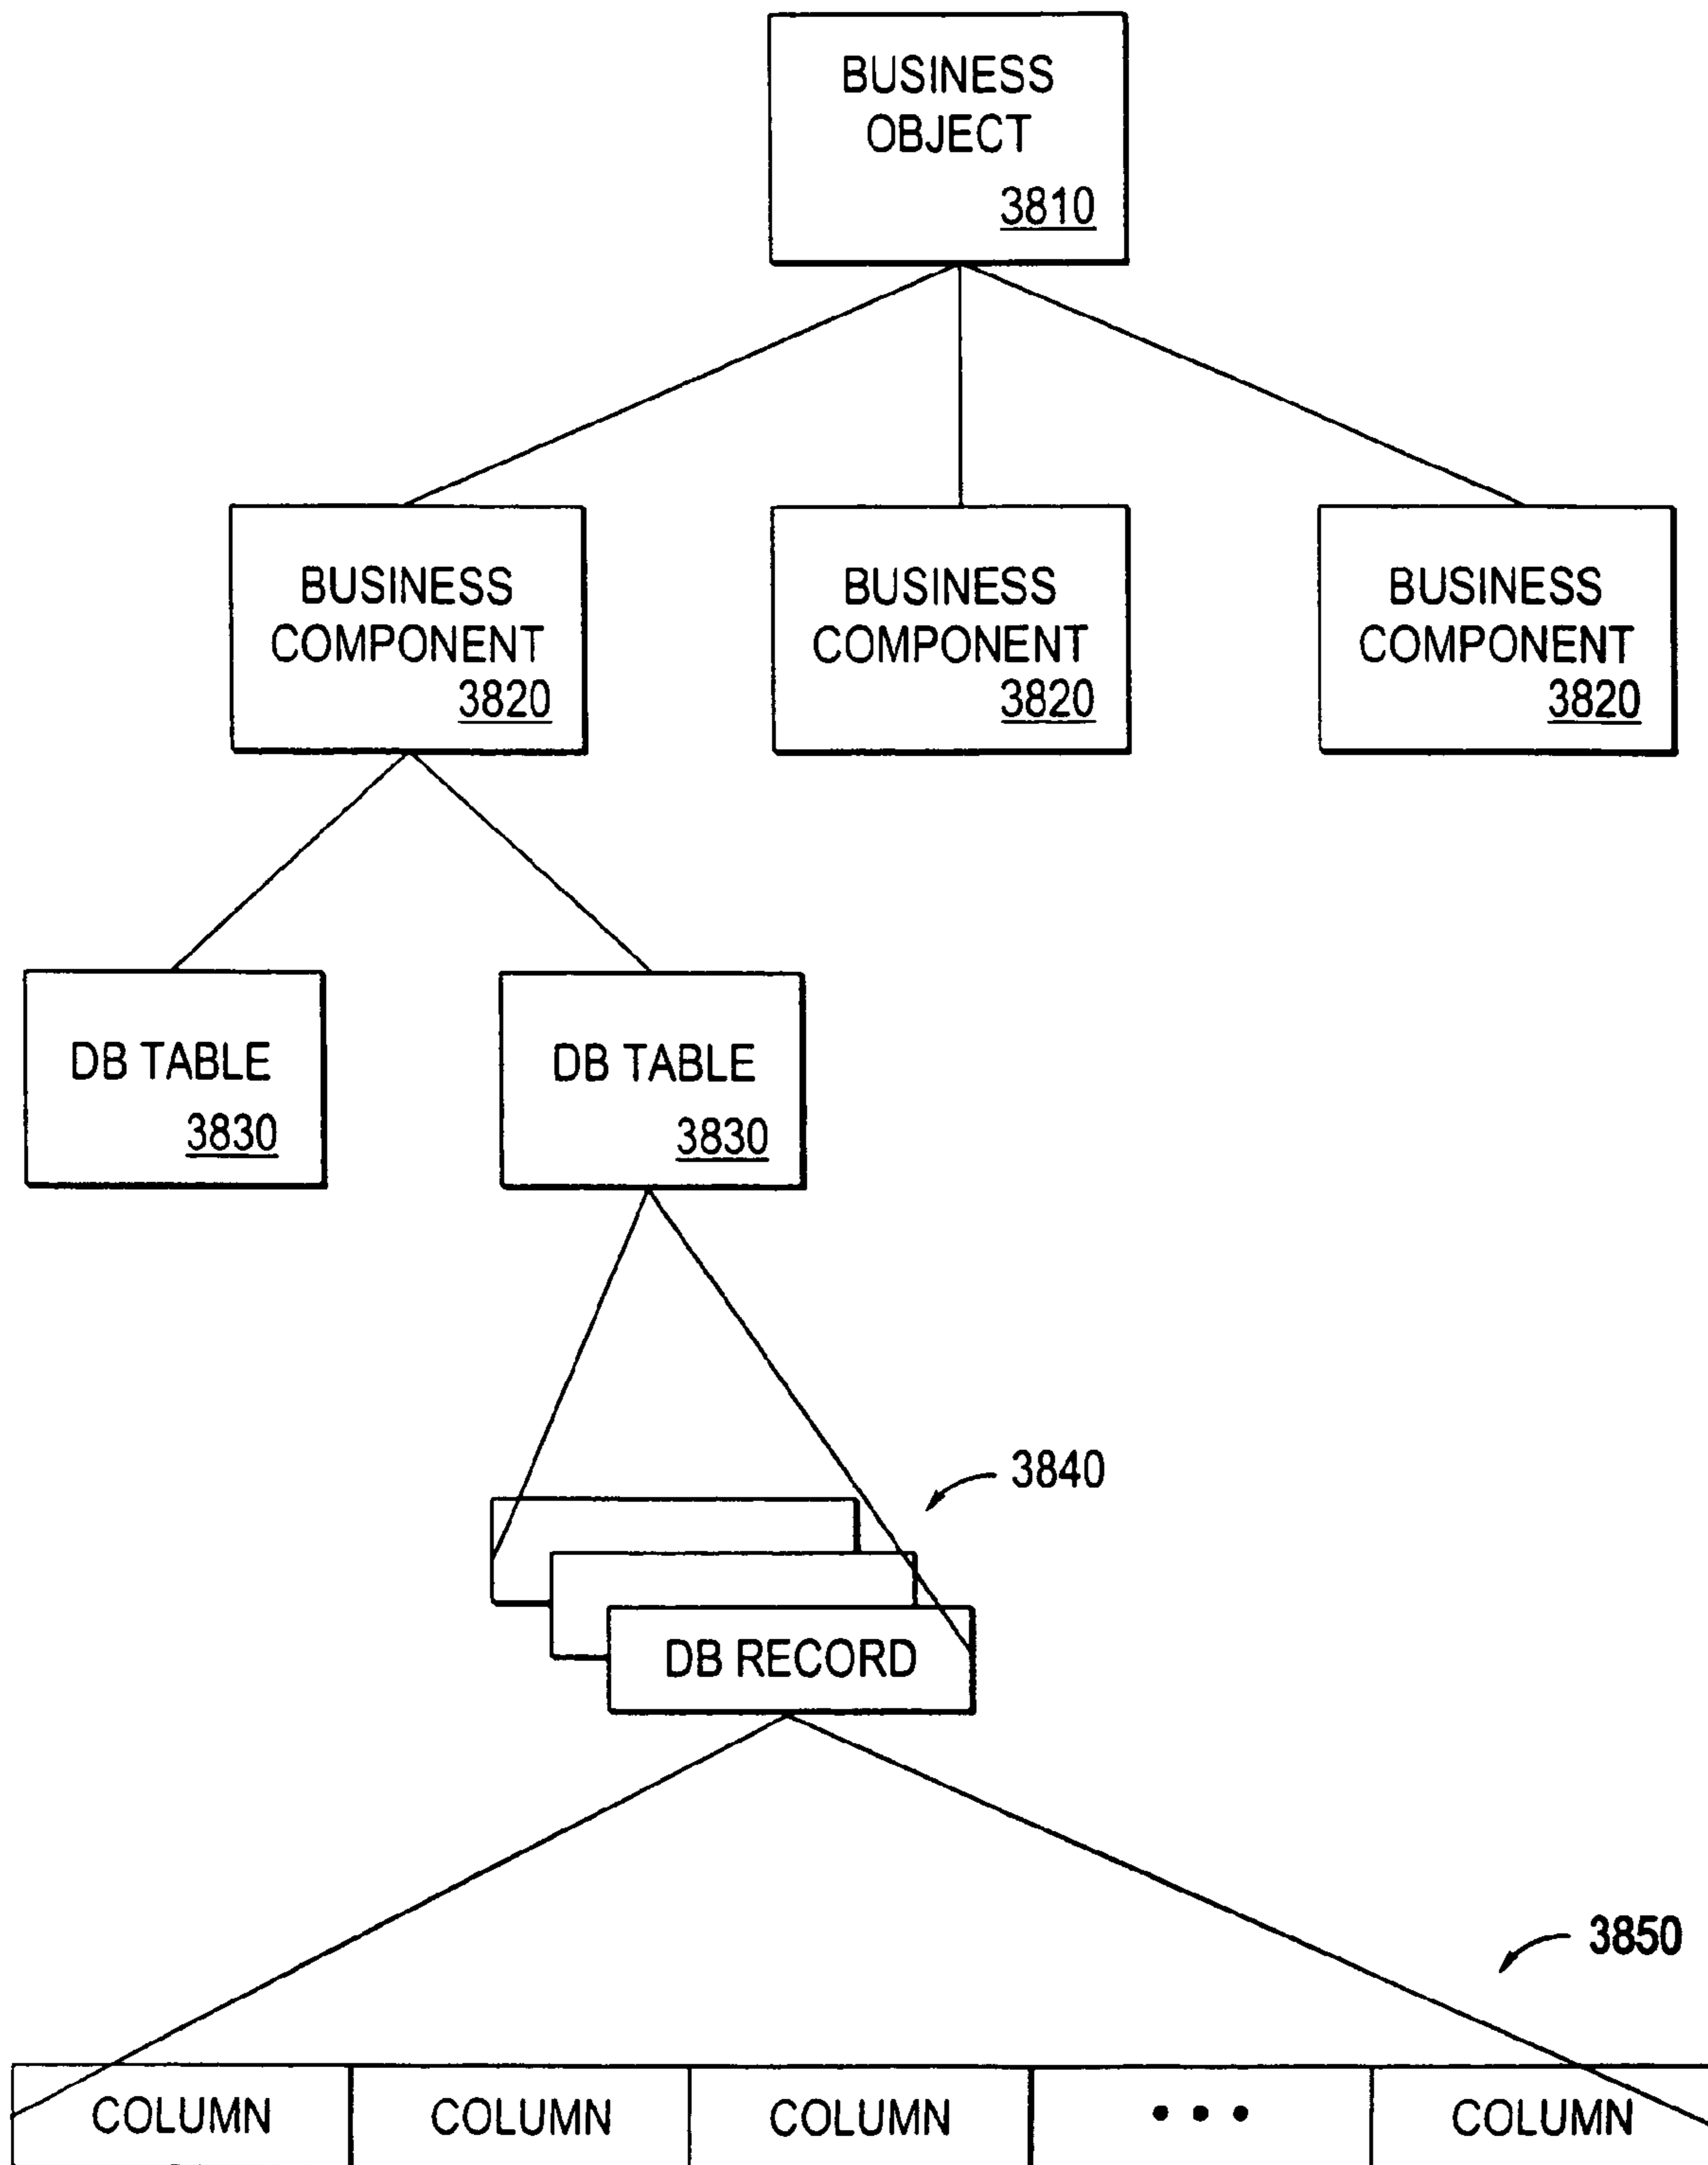 BUSINESS
OBJECT
3810
BUSINESS
COMPONENT
3820
BUSINESS
COMPONENT
3820
BUSINESS
COMPONENT
3820
DB TABLE
3830
DB TABLE
3830
3840
DB RECORD
3850
COLUMN
COLUMN
COLUMN
• • •
COLUMN